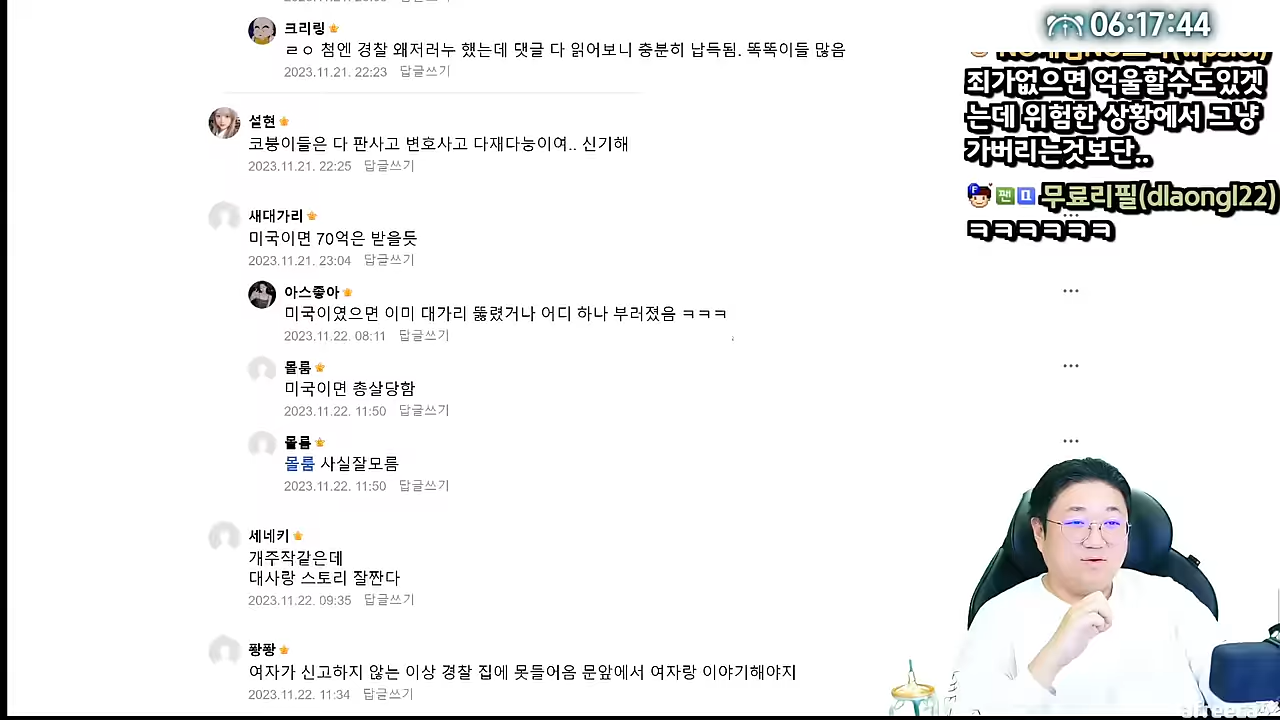 크리링
ㄹㅇ 첨엔 경찰 왜저러누 했는데 댓글 다 읽어보니 충분히 납득됨. 똑똑이들 많음
2023.11.21. 22:23 답글쓰기
설현
코붕이들은 다 판사고 변호사고 다재다능이여.. 신기해
2023.11.21. 22:25 답글쓰기
새대가리
미국이면 70억은 받을듯
2023.11.21. 23:04 답글쓰기
아스좋아
미국이였으면 이미 대가리 뚫렸거나 어디 하나 부러졌음 ㅋㅋㅋ
2023.11.22. 08:11 답글쓰기
몰룸
미국이면 총살당함
2023.11.22. 11:50 답글쓰기
몰룸
몰룸 사실잘모름
2023.11.22. 11:50 답글쓰기
세네키
개주작같은데
대사랑 스토리 잘짠다
2023.11.22. 09:35 답글쓰기
퐝퐝
여자가 신고하지 않는 이상 경찰 집에 못들어음 문앞에서 여자랑 이야기해야지
2023.11.22. 11:34 답글쓰기
06:17:44
죄가없으면 억울할수도있겟
는데 위험한 상황에서 그냥
가버리는것보단..
F 팬 무료리필(dlaongl22)
ㅋㅋㅋㅋㅋㅋ